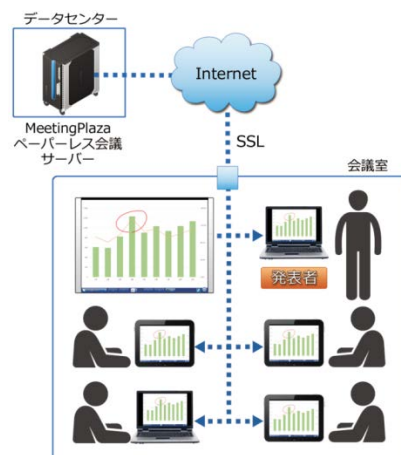 データセンター
Internet
MeetingPlaza
ペーパーレス会議
サーバー
SSL
会議室
発表者